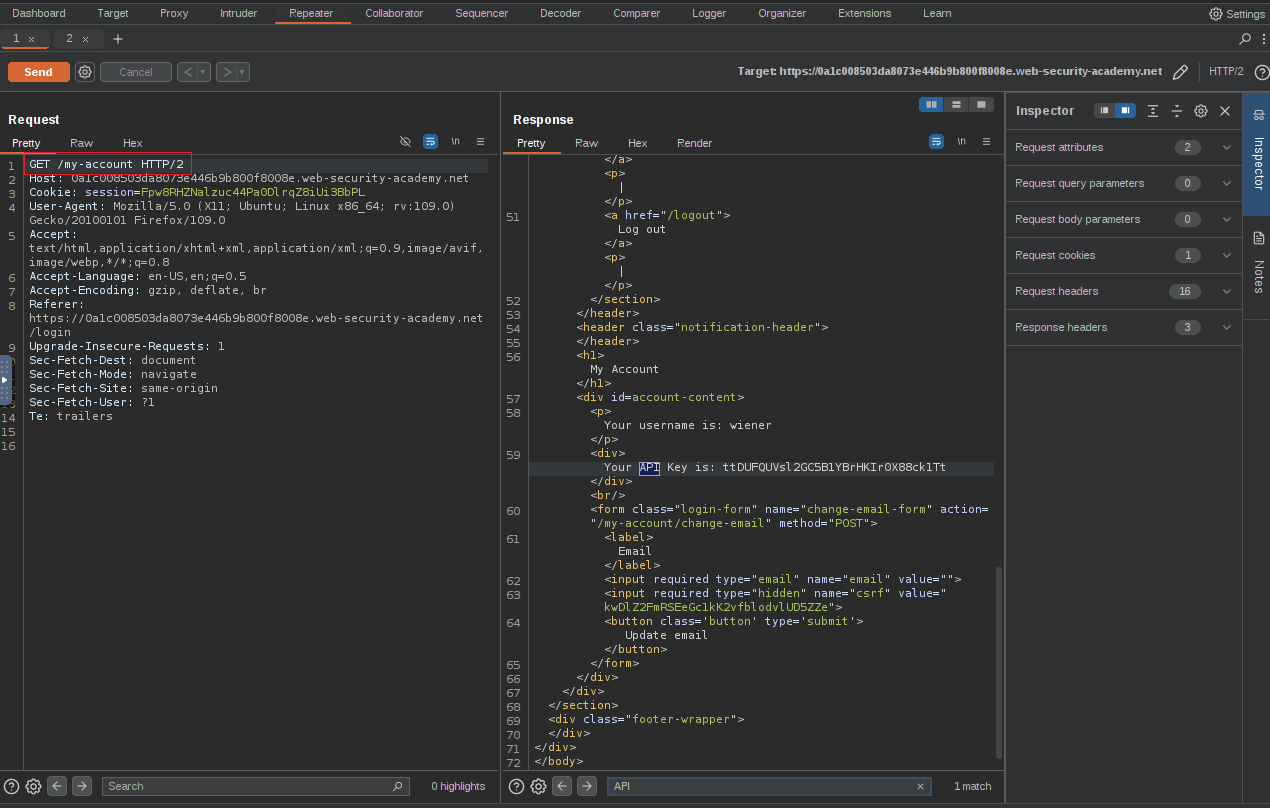 Dashboard Target Proxy Intruder Repeater Collaborator Sequencer Decoder Comparer Logger Organizer Extensions Learn Settings
1 × 2 × +
Send Cancel < > Target: https://0a1c008503da8073e446b9b800f8008e.web-security-academy.net HTTP/2
Request
Pretty Raw Hex \n
1 GET /my-account HTTP/2
2 Host: 0a1c008503da8073e446b9b800f8008e.web-security-academy.net
3 Cookie: session=Fpw8RHZNalzuc44Pa0DlrqZ8iUi3BbPL
4 User-Agent: Mozilla/5.0 (X11; Ubuntu; Linux x86_64; rv:109.0)
Gecko/20100101 Firefox/109.0
5 Accept:
text/html,application/xhtml+xml,application/xml;q=0.9,image/avif,
image/webp,*/*;q=0.8
6 Accept-Language: en-US,en;q=0.5
7 Accept-Encoding: gzip, deflate, br
8 Referer:
https://0a1c008503da8073e446b9b800f8008e.web-security-academy.net
/login
9 Upgrade-Insecure-Requests: 1
Sec-Fetch-Dest: document
Sec-Fetch-Mode: navigate
Sec-Fetch-Site: same-origin
Sec-Fetch-User: ?1
14 Te: trailers
15
16
Search 0 highlights
Response
Pretty Raw Hex Render \n
</a>
<p>
|
</p>
51 <a href="/logout">
Log out
</a>
<p>
|
</p>
52 </section>
53 </header>
54 <header class="notification-header">
55 </header>
56 <h1>
My Account
</h1>
57 <div id=account-content>
58 <p>
Your username is: wiener
</p>
59 <div>
Your API Key is: ttDUFQUVsl2GC5B1YBrHKIr0X88ck1Tt
</div>
<br/>
60 <form class="login-form" name="change-email-form" action=
"/my-account/change-email" method="POST">
61 <label>
Email
</label>
62 <input required type="email" name="email" value="">
63 <input required type="hidden" name="csrf" value="
kwDlZ2FmRSEeGc1kK2vfblodvlUD5ZZe">
64 <button class='button' type='submit'>
Update email
</button>
65 </form>
66 </div>
67 </div>
68 </section>
69 <div class="footer-wrapper">
70 </div>
71 </div>
72 </body>
API × 1 match
Inspector
Request attributes 2
Request query parameters 0
Request body parameters 0
Request cookies 1
Request headers 16
Response headers 3
Inspector
Notes